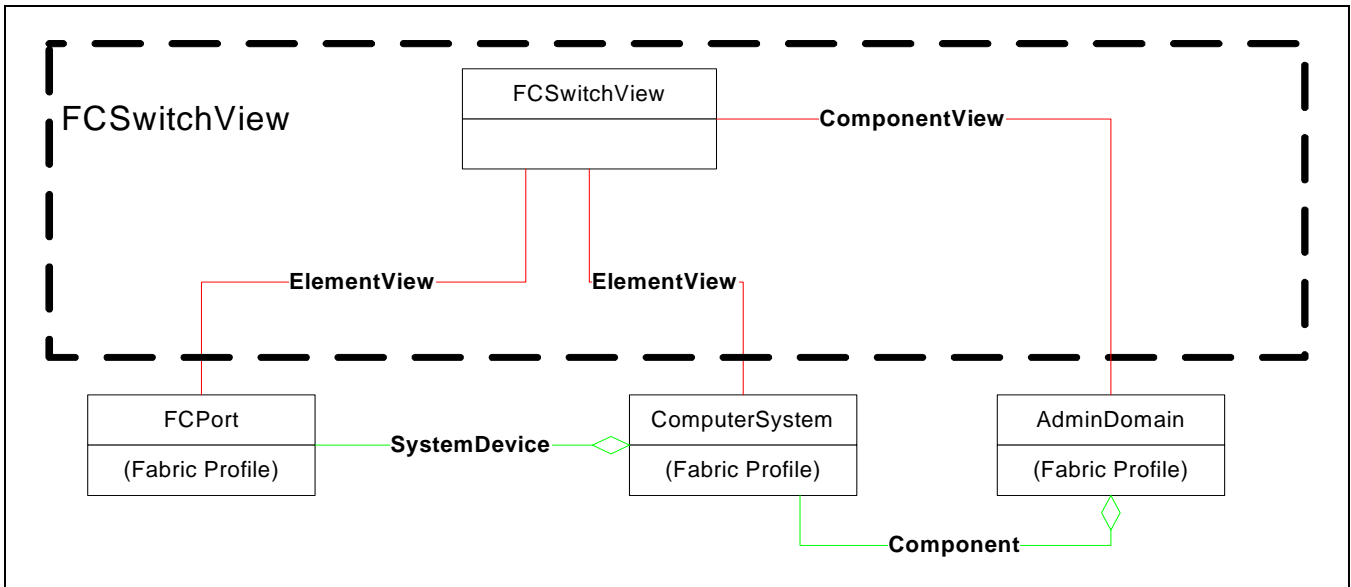 FCSwitchView
FCSwitchView
ComponentView
ElementView
ElementView
FCPort
(Fabric Profile)
SystemDevice
ComputerSystem
(Fabric Profile)
AdminDomain
(Fabric Profile)
Component